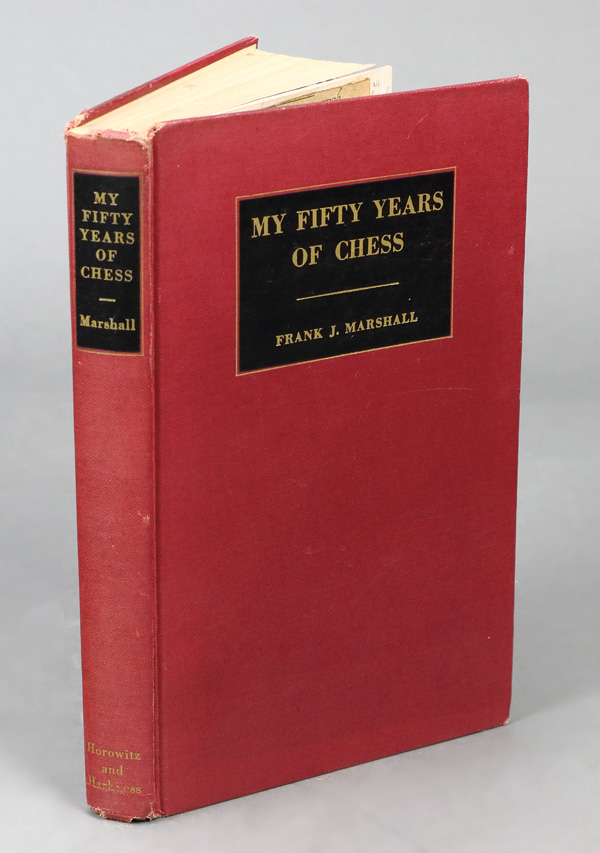 MY
FIFTY
YEARS
OF
CHESS
Marshall
Horowitz
and
MY FIFTY YEARS
OF CHESS
FRANK J. MARSHALL